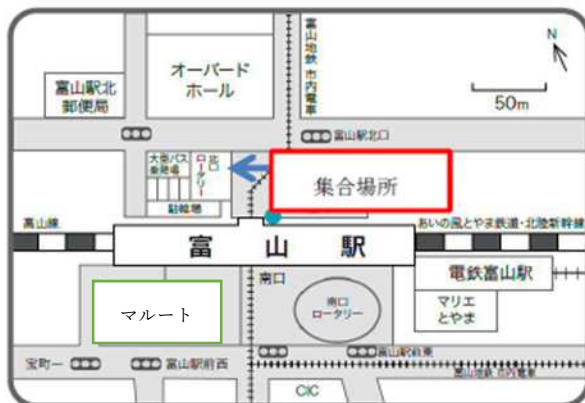 富山地鉄 市内電車
N
オーバード
ホール
富山駅北
郵便局
50m
富山駅北口
大型バス
乗降場
北口
ロータリー
集合場所
駐輪場
高山線
あいの風とやま鉄道・北陸新幹線
富山駅
電鉄富山駅
南口
マルート
南口
ロータリー
マリエ
とやま
宝町一
富山駅前西
富山駅前東
富山地鉄 市内電車
CiC